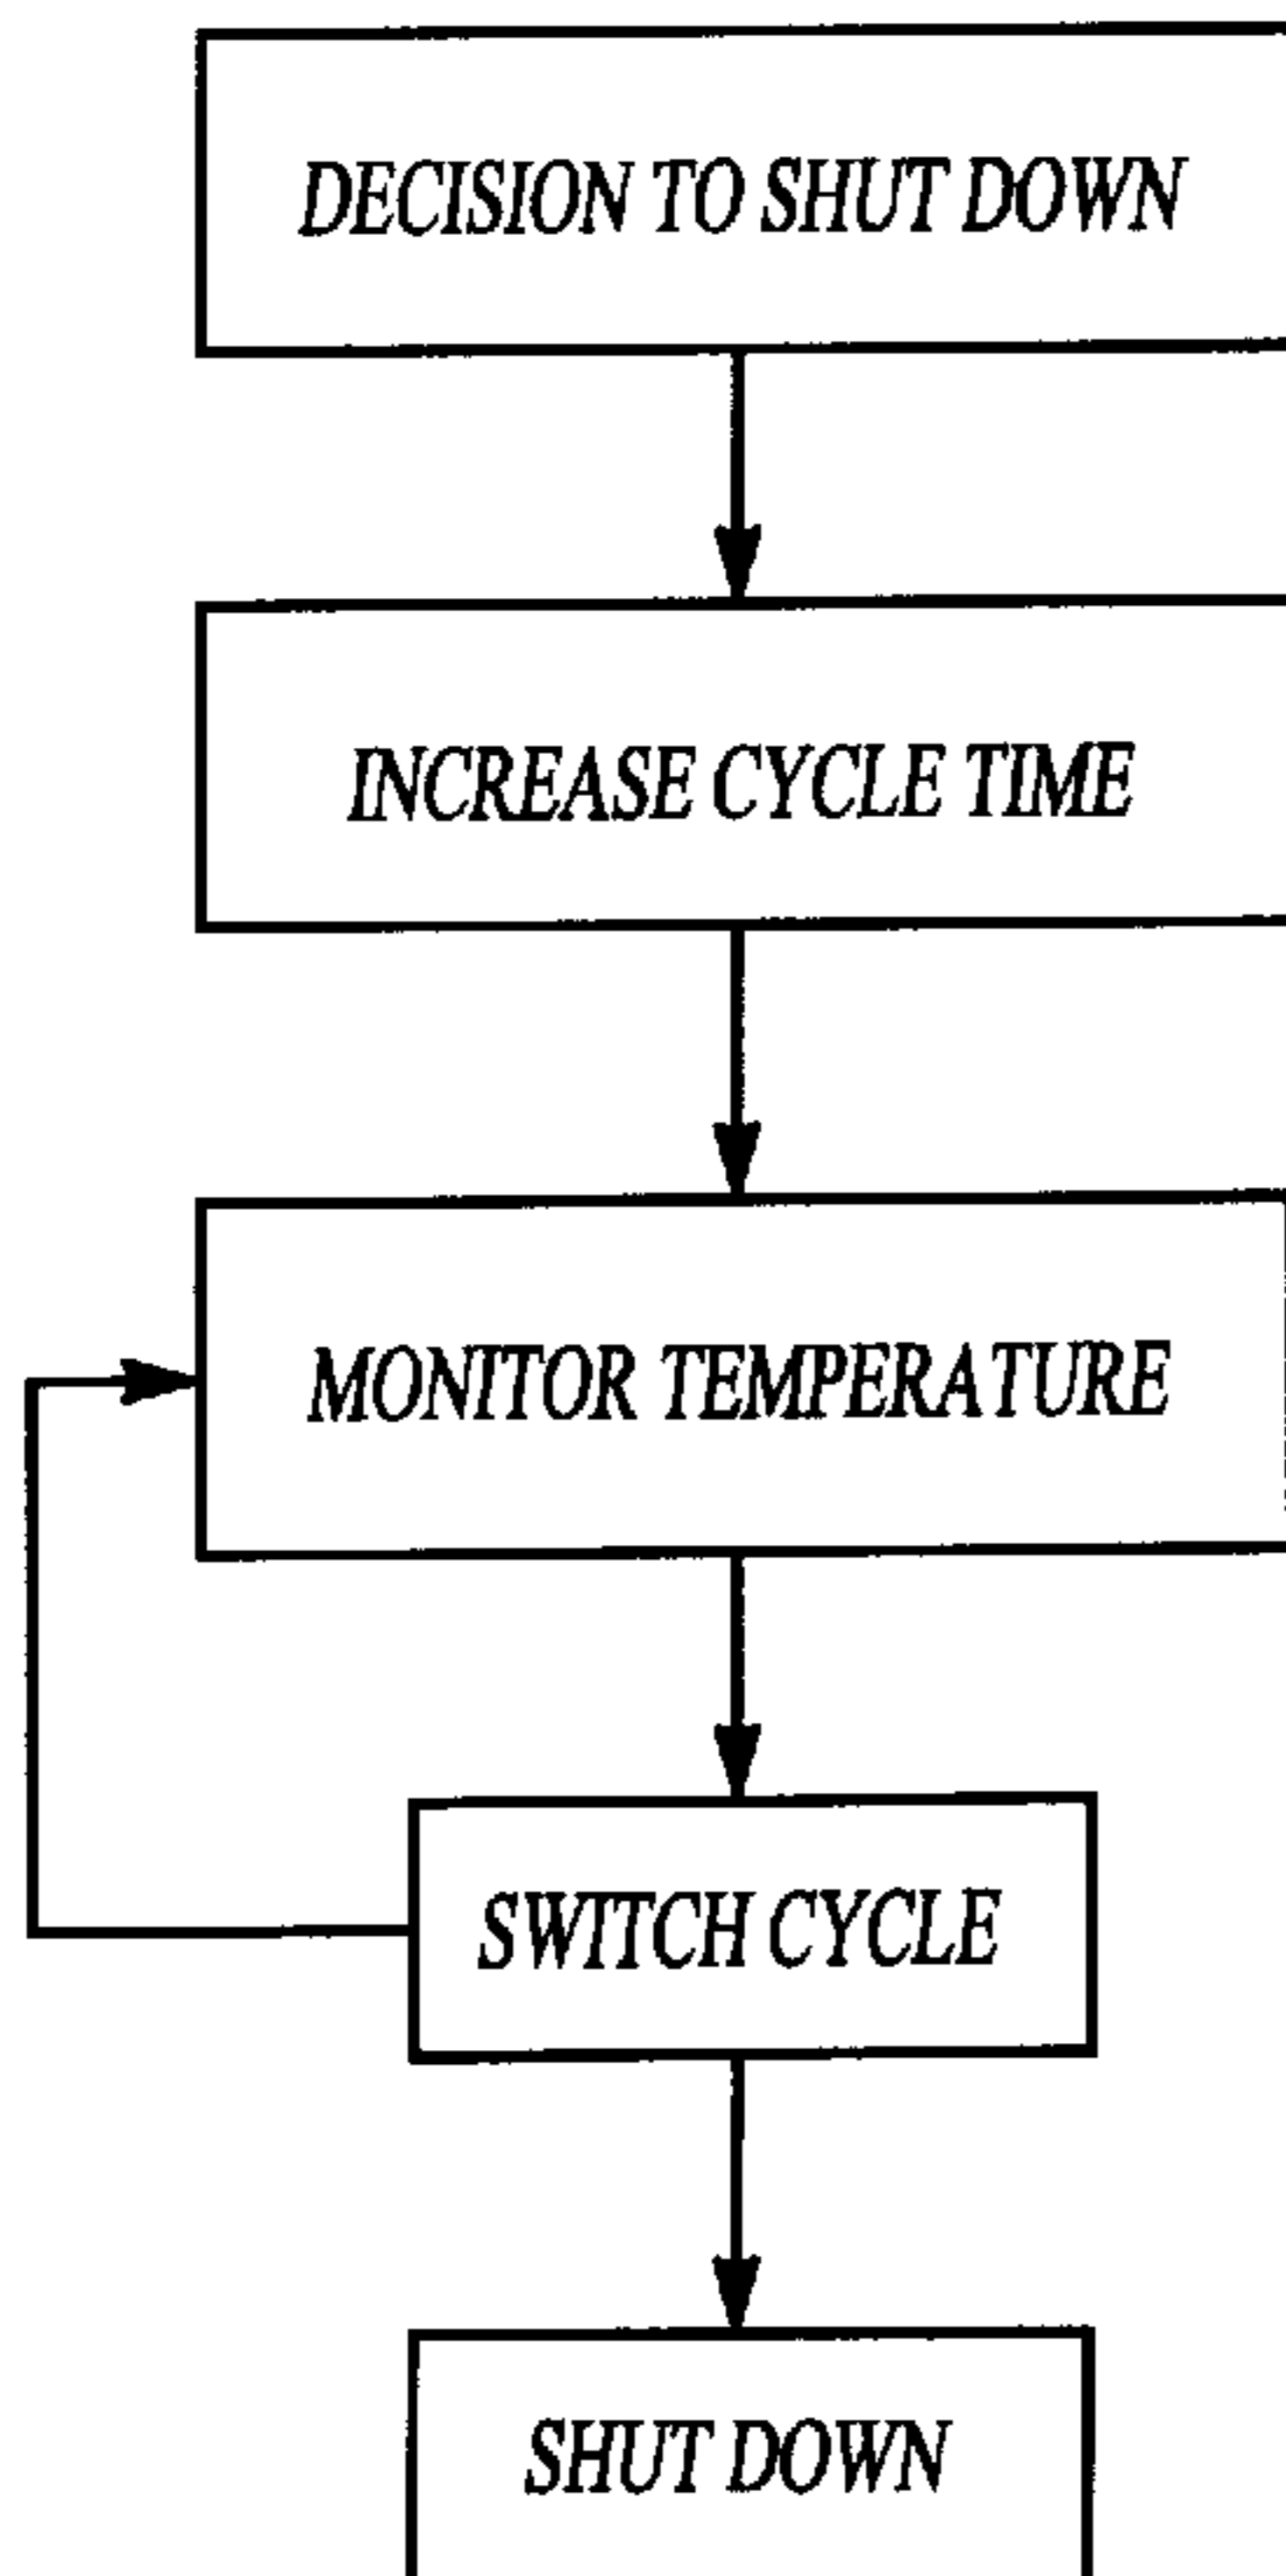 DECISION TO SHUT DOWN
INCREASE CYCLE TIME
MONITOR TEMPERATURE
SWITCH CYCLE
SHUT DOWN